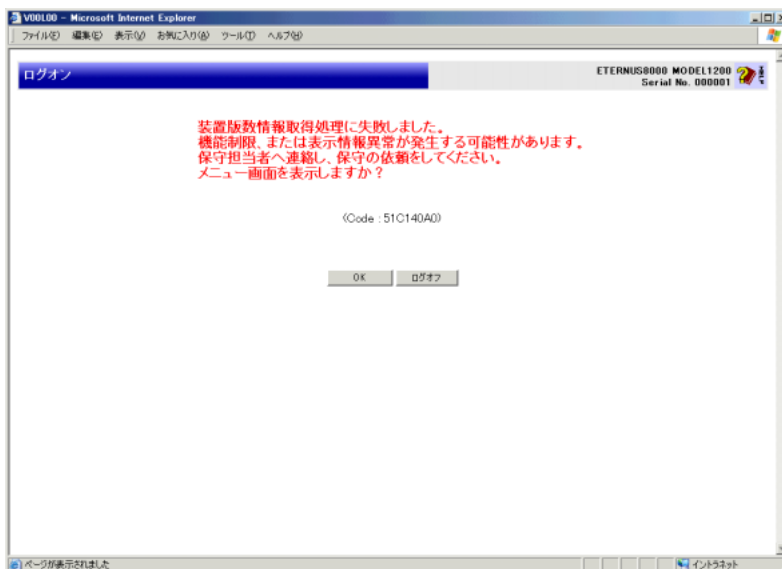 V00L00 - Microsoft Internet Explorer
ファイル(F) 編集(E) 表示(V) お気に入り(A) ツール(T) ヘルプ(H)
ログオン
ETERNUS8000 MODEL1200
Serial No. 000001
装置版数情報取得処理に失敗しました。
機能制限、または表示情報異常が発生する可能性があります。
保守担当者へ連絡し、保守の依頼をしてください。
メニュー画面を表示しますか？
(Code : 51C140A0)
OK ログオフ
ページが表示されました イントラネット